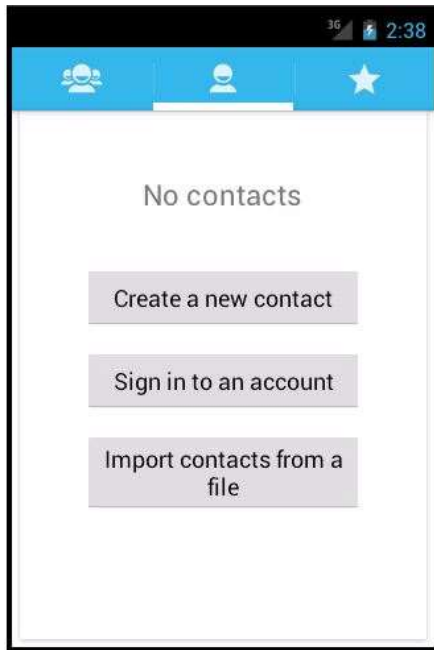 3G 2:38
No contacts
Create a new contact
Sign in to an account
Import contacts from a
file